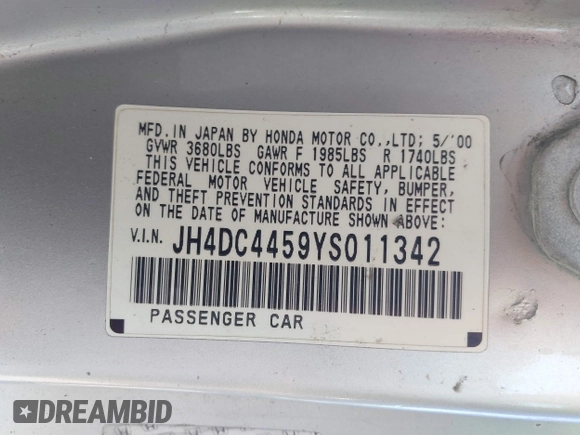 MFD. IN JAPAN BY HONDA MOTOR CO.,LTD; 5/'00
GVWR 3680LBS GAWR F 1985LBS R 1740LBS
THIS VEHICLE CONFORMS TO ALL APPLICABLE
FEDERAL MOTOR VEHICLE SAFETY, BUMPER,
AND THEFT PREVENTION STANDARDS IN EFFECT
ON THE DATE OF MANUFACTURE SHOWN ABOVE:
V.I.N. JH4DC4459YS011342
PASSENGER CAR
DREAMBID